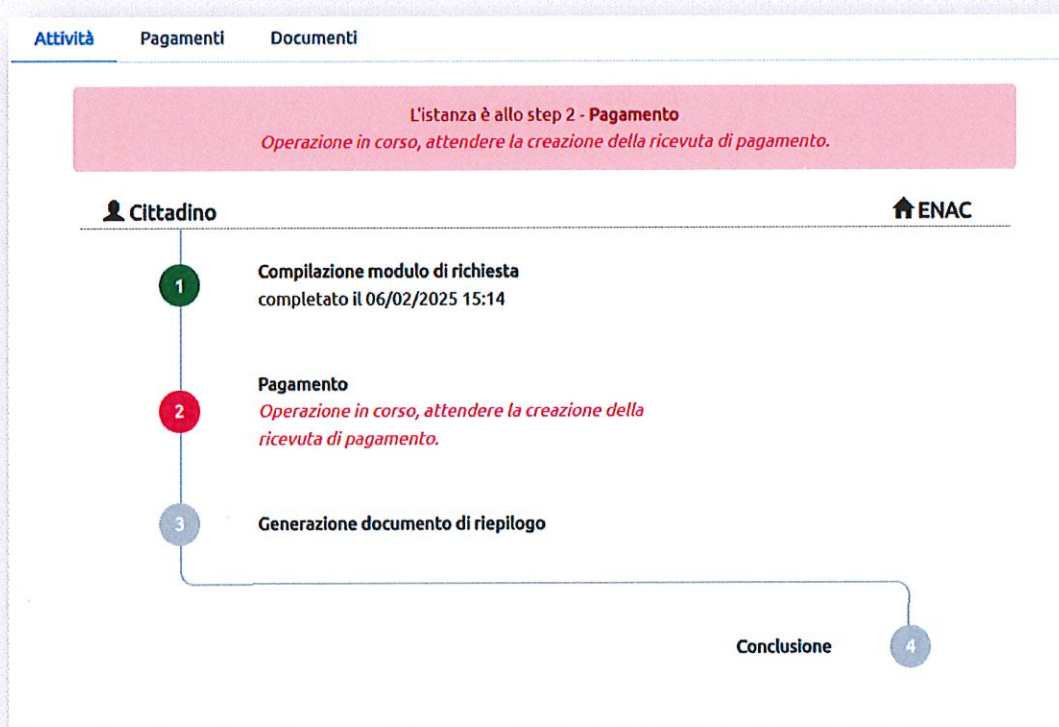 Attività Pagamenti Documenti
L'istanza è allo step 2 - Pagamento
Operazione in corso, attendere la creazione della ricevuta di pagamento.
Cittadino
ENAC
1
Compilazione modulo di richiesta
completato il 06/02/2025 15:14
2
Pagamento
Operazione in corso, attendere la creazione della
ricevuta di pagamento.
3
Generazione documento di riepilogo
Conclusione
4